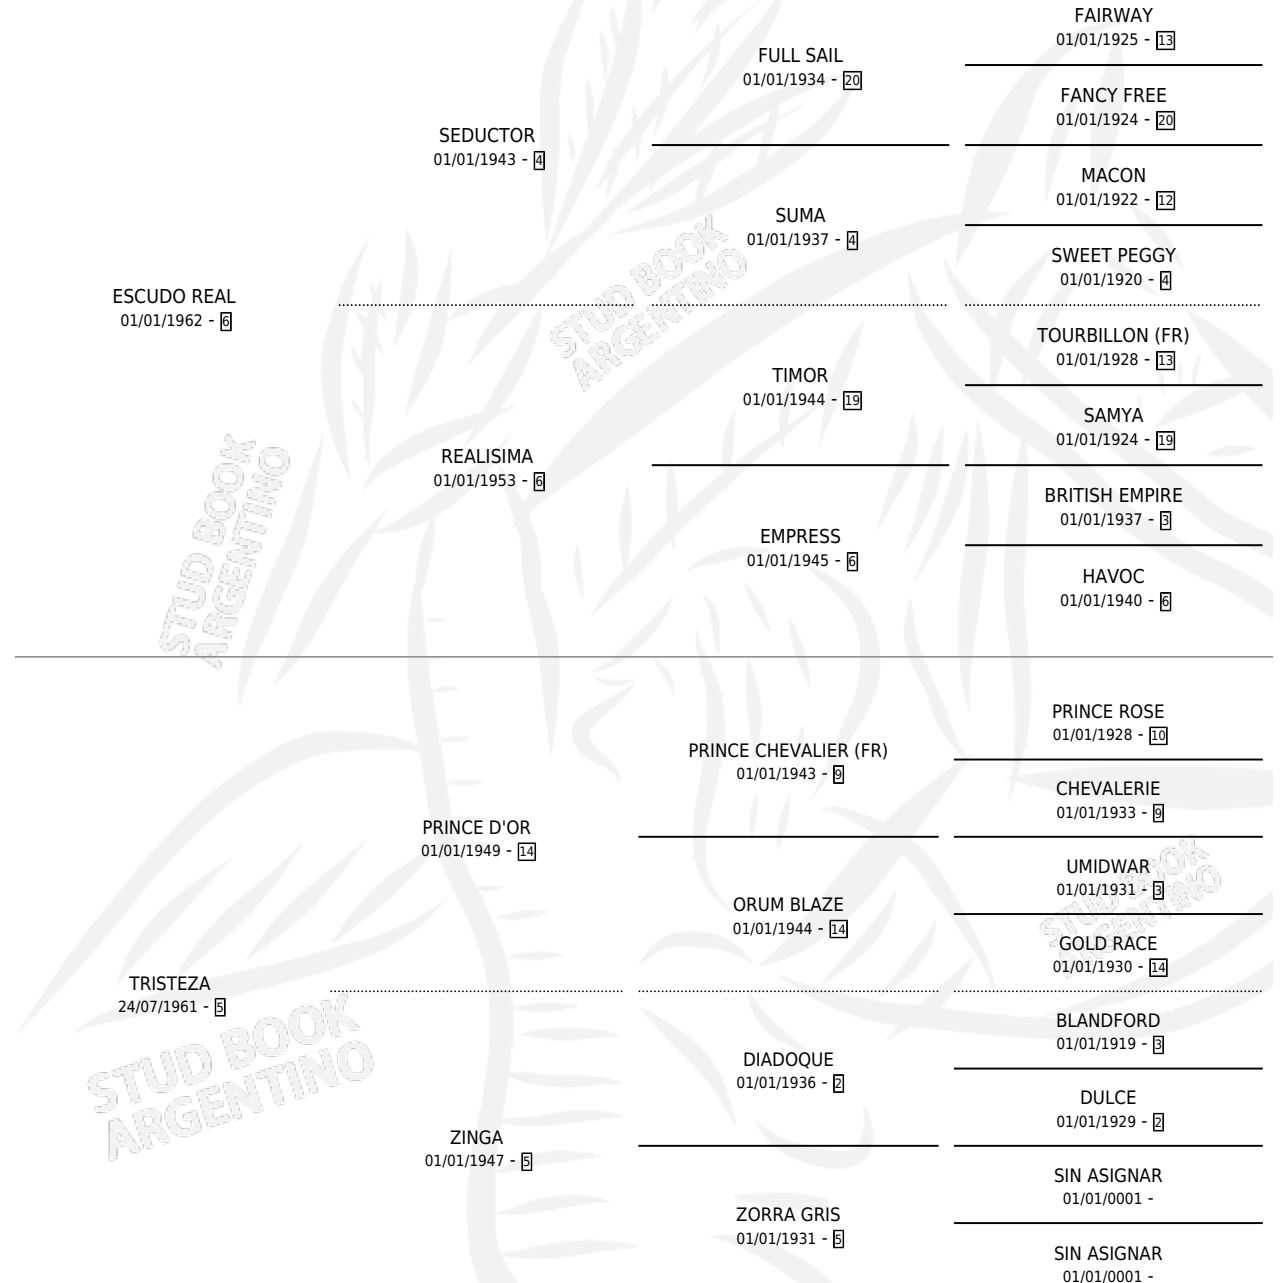 FAIRWAY
01/01/1925 - 13
FULL SAIL
01/01/1934 - 20
FANCY FREE
01/01/1924 - 20
SEDUCTOR
01/01/1943 - 4
MACON
01/01/1922 - 12
SUMA
01/01/1937 - 4
SWEET PEGGY
01/01/1920 - 4
ESCUDO REAL
01/01/1962 - 6
TOURBILLON (FR)
01/01/1928 - 13
TIMOR
01/01/1944 - 19
SAMYA
01/01/1924 - 19
REALISIMA
01/01/1953 - 6
BRITISH EMPIRE
01/01/1937 - 3
EMPRESS
01/01/1945 - 6
HAVOC
01/01/1940 - 6
PRINCE ROSE
01/01/1928 - 10
PRINCE CHEVALIER (FR)
01/01/1943 - 9
CHEVALERIE
01/01/1933 - 9
PRINCE D'OR
01/01/1949 - 14
UMIDWAR
01/01/1931 - 3
ORUM BLAZE
01/01/1944 - 14
GOLD RACE
01/01/1930 - 14
TRISTEZA
24/07/1961 - 5
BLANDFORD
01/01/1919 - 3
DIADOQUE
01/01/1936 - 2
DULCE
01/01/1929 - 2
ZINGA
01/01/1947 - 5
SIN ASIGNAR
01/01/0001 -
ZORRA GRIS
01/01/1931 - 5
SIN ASIGNAR
01/01/0001 -
STUD BOOK
ARGENTINO
STUD BOOK
ARGENTINO
STUD BOOK
ARGENTINO
STUD BOOK
ARGENTINO